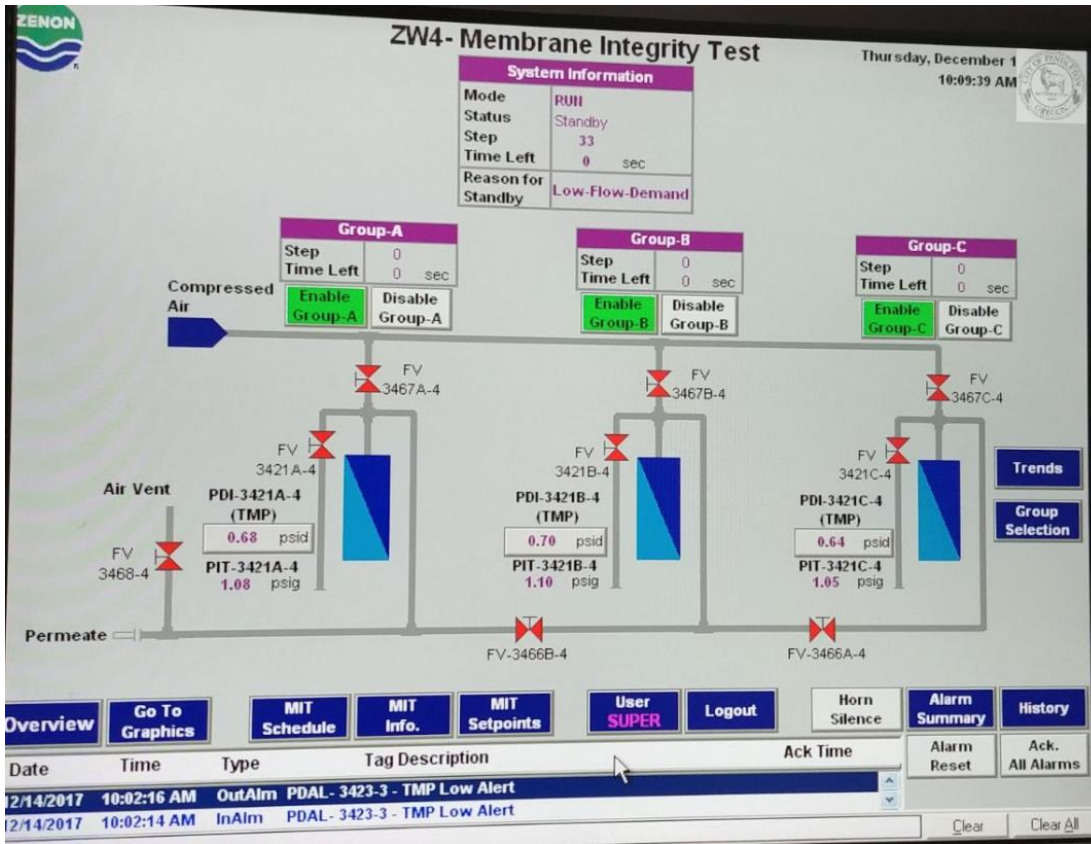 ZENON
ZW4- Membrane Integrity Test
Thursday, December 1
10:09:39 AM
CITY OF PENDLETON
OREGON
System Information
Mode RUN
Status Standby
Step 33
Time Left 0 sec
Reason for Standby Low-Flow-Demand
Group-A
Step 0
Time Left 0 sec
Enable Group-A
Disable Group-A
Group-B
Step 0
Time Left 0 sec
Enable Group-B
Disable Group-B
Group-C
Step 0
Time Left 0 sec
Enable Group-C
Disable Group-C
Compressed
Air
FV
3467A-4
FV
3467B-4
FV
3467C-4
FV
3421A-4
FV
3421B-4
FV
3421C-4
Air Vent
FV
3468-4
PDI-3421A-4
(TMP)
0.68 psid
PIT-3421A-4
1.08 psig
PDI-3421B-4
(TMP)
0.70 psid
PIT-3421B-4
1.10 psig
PDI-3421C-4
(TMP)
0.64 psid
PIT-3421C-4
1.05 psig
Trends
Group
Selection
Permeate
FV-3466B-4
FV-3466A-4
Overview
Go To
Graphics
MIT
Schedule
MIT
Info.
MIT
Setpoints
User
SUPER
Logout
Horn
Silence
Alarm
Summary
History
Date Time Type Tag Description Ack Time
Alarm
Reset
Ack.
All Alarms
12/14/2017 10:02:16 AM OutAlm PDAL- 3423-3 - TMP Low Alert
12/14/2017 10:02:14 AM InAlm PDAL- 3423-3 - TMP Low Alert
Clear
Clear All